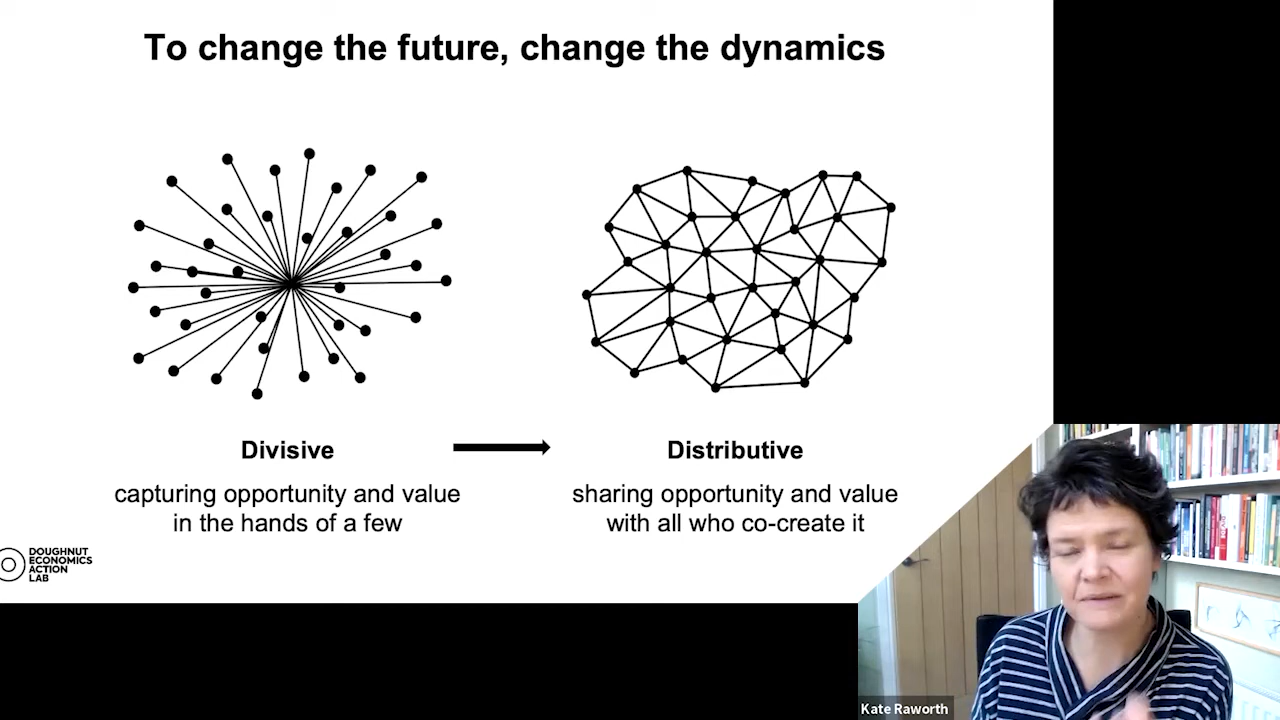 To change the future, change the dynamics
Divisive
Distributive
capturing opportunity and value
in the hands of a few
sharing opportunity and value
with all who co-create it
DOUGHNUT
ECONOMICS
ACTION
LAB
Kate Raworth